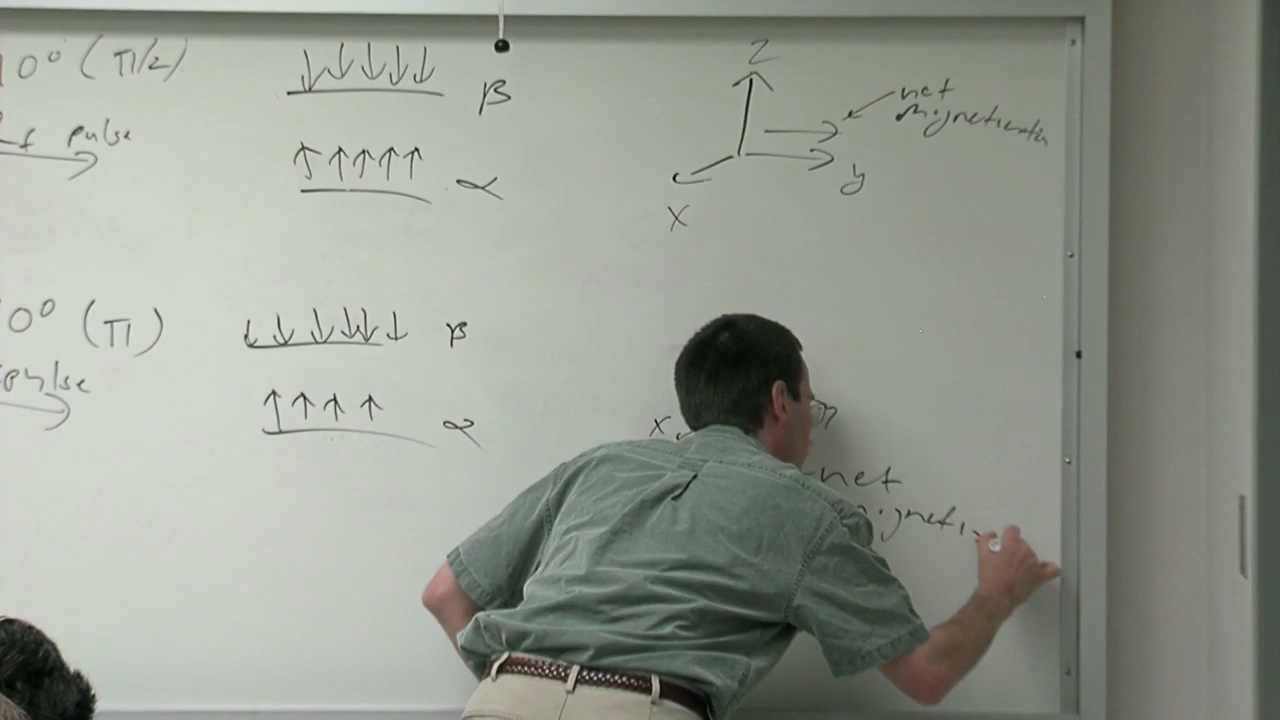 0° (π/2)
pulse
β
α
z
net
magnetization
y
x
0° (π)
pulse
β
α
x
net